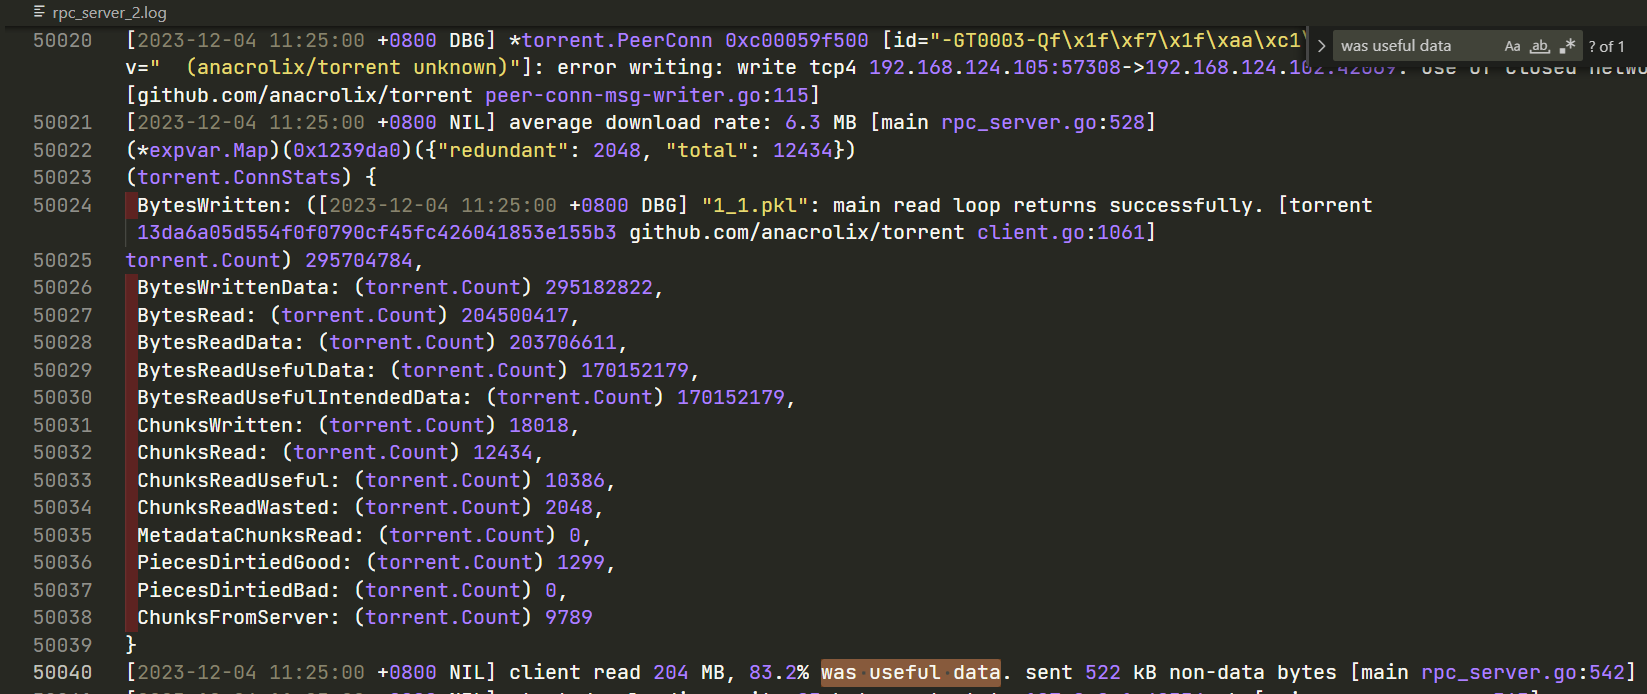 rpc_server_2.log
was useful data Aa ab .* ? of 1
50020 [2023-12-04 11:25:00 +0800 DBG] *torrent.PeerConn 0xc00059f500 [id="-GT0003-Qf\x1f\xf7\x1f\xaa\xc1\
v=" (anacrolix/torrent unknown)"]: error writing: write tcp4 192.168.124.105:57308->192.168.124.102:42069: use of closed netwo
[github.com/anacrolix/torrent peer-conn-msg-writer.go:115]
50021 [2023-12-04 11:25:00 +0800 NIL] average download rate: 6.3 MB [main rpc_server.go:528]
50022 (*expvar.Map)(0x1239da0)({"redundant": 2048, "total": 12434})
50023 (torrent.ConnStats) {
50024 BytesWritten: ([2023-12-04 11:25:00 +0800 DBG] "1_1.pkl": main read loop returns successfully. [torrent
13da6a05d554f0f0790cf45fc426041853e155b3 github.com/anacrolix/torrent client.go:1061]
50025 torrent.Count) 295704784,
50026 BytesWrittenData: (torrent.Count) 295182822,
50027 BytesRead: (torrent.Count) 204500417,
50028 BytesReadData: (torrent.Count) 203706611,
50029 BytesReadUsefulData: (torrent.Count) 170152179,
50030 BytesReadUsefulIntendedData: (torrent.Count) 170152179,
50031 ChunksWritten: (torrent.Count) 18018,
50032 ChunksRead: (torrent.Count) 12434,
50033 ChunksReadUseful: (torrent.Count) 10386,
50034 ChunksReadWasted: (torrent.Count) 2048,
50035 MetadataChunksRead: (torrent.Count) 0,
50036 PiecesDirtiedGood: (torrent.Count) 1299,
50037 PiecesDirtiedBad: (torrent.Count) 0,
50038 ChunksFromServer: (torrent.Count) 9789
50039 }
50040 [2023-12-04 11:25:00 +0800 NIL] client read 204 MB, 83.2% was useful data. sent 522 kB non-data bytes [main rpc_server.go:542]